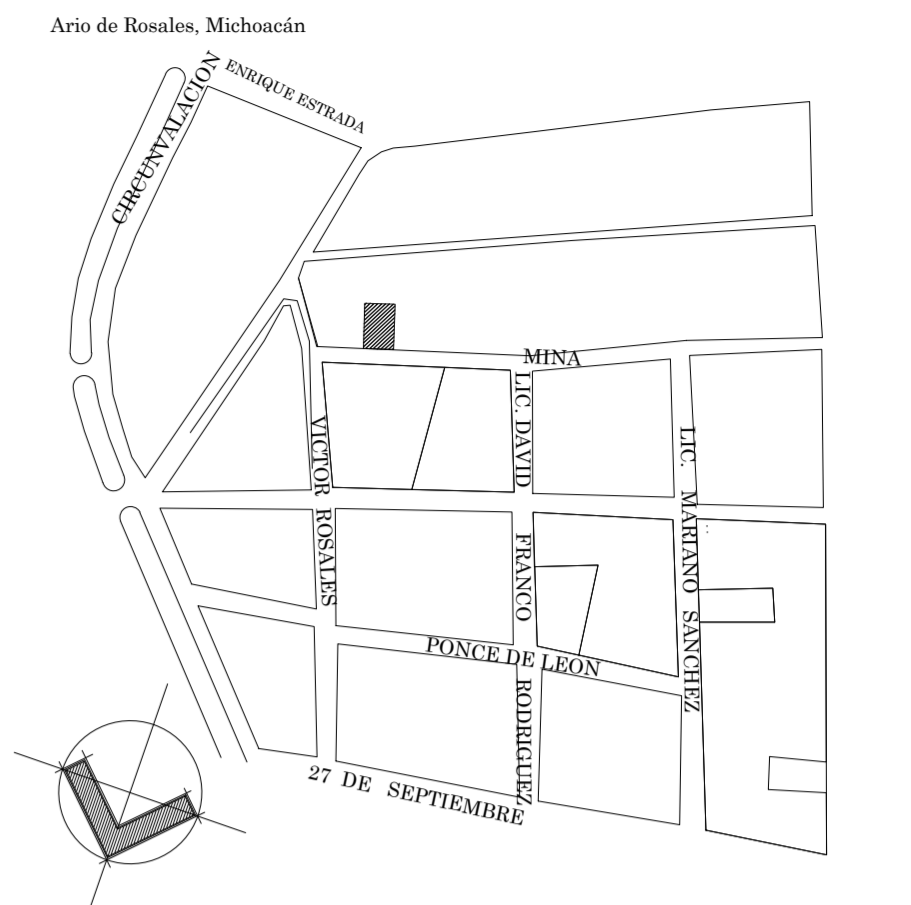 Ario de Rosales, Michoacán
ENRIQUE ESTRADA
CIRCUNVALACION
MINA
LIC. DAVID FRANCO RODRIGUEZ
VICTOR ROSALES
LIC. MARIANO SANCHEZ
PONCE DE LEON
27 DE SEPTIEMBRE